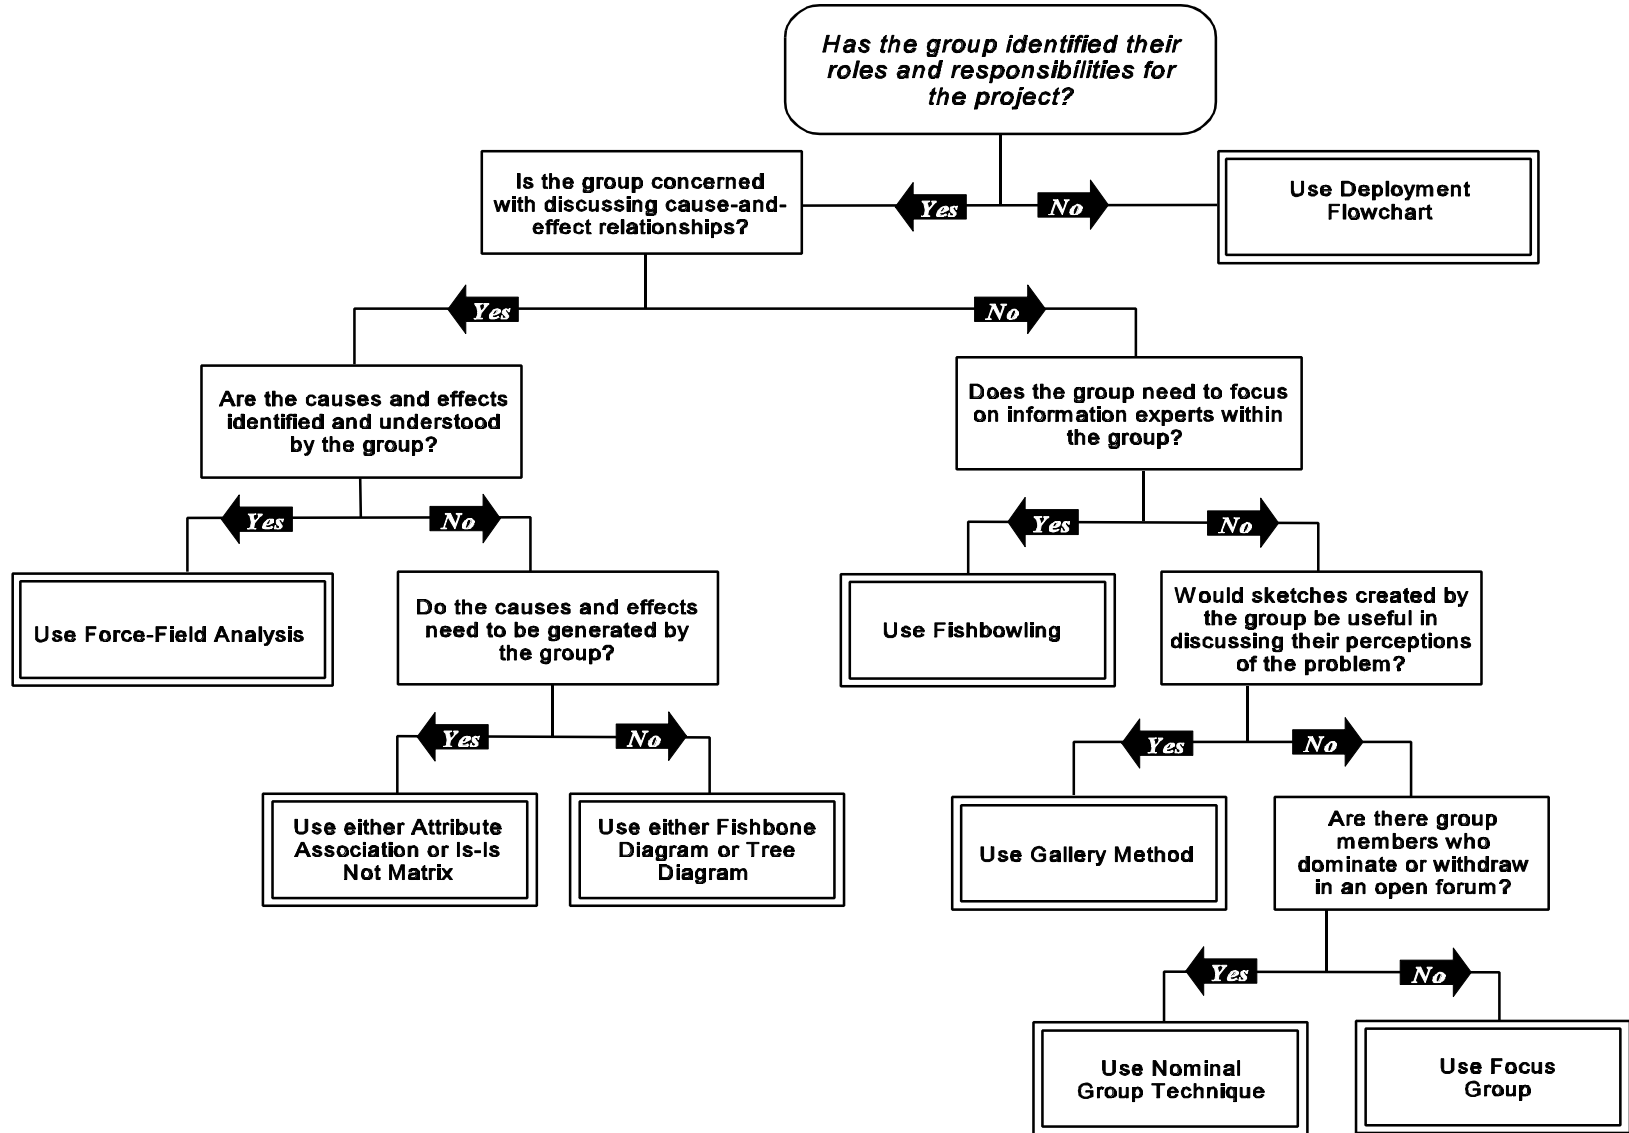 Has the group identified their
roles and responsibilities for
the project?
Is the group concerned
with discussing cause-and-
effect relationships?
Yes
No
Use Deployment
Flowchart
Yes
No
Are the causes and effects
identified and understood
by the group?
Does the group need to focus
on information experts within
the group?
Yes
No
Yes
No
Use Force-Field Analysis
Do the causes and effects
need to be generated by
the group?
Use Fishbowling
Would sketches created by
the group be useful in
discussing their perceptions
of the problem?
Yes
No
Yes
No
Use either Attribute
Association or Is-Is
Not Matrix
Use either Fishbone
Diagram or Tree
Diagram
Use Gallery Method
Are there group
members who
dominate or withdraw
in an open forum?
Yes
No
Use Nominal
Group Technique
Use Focus
Group